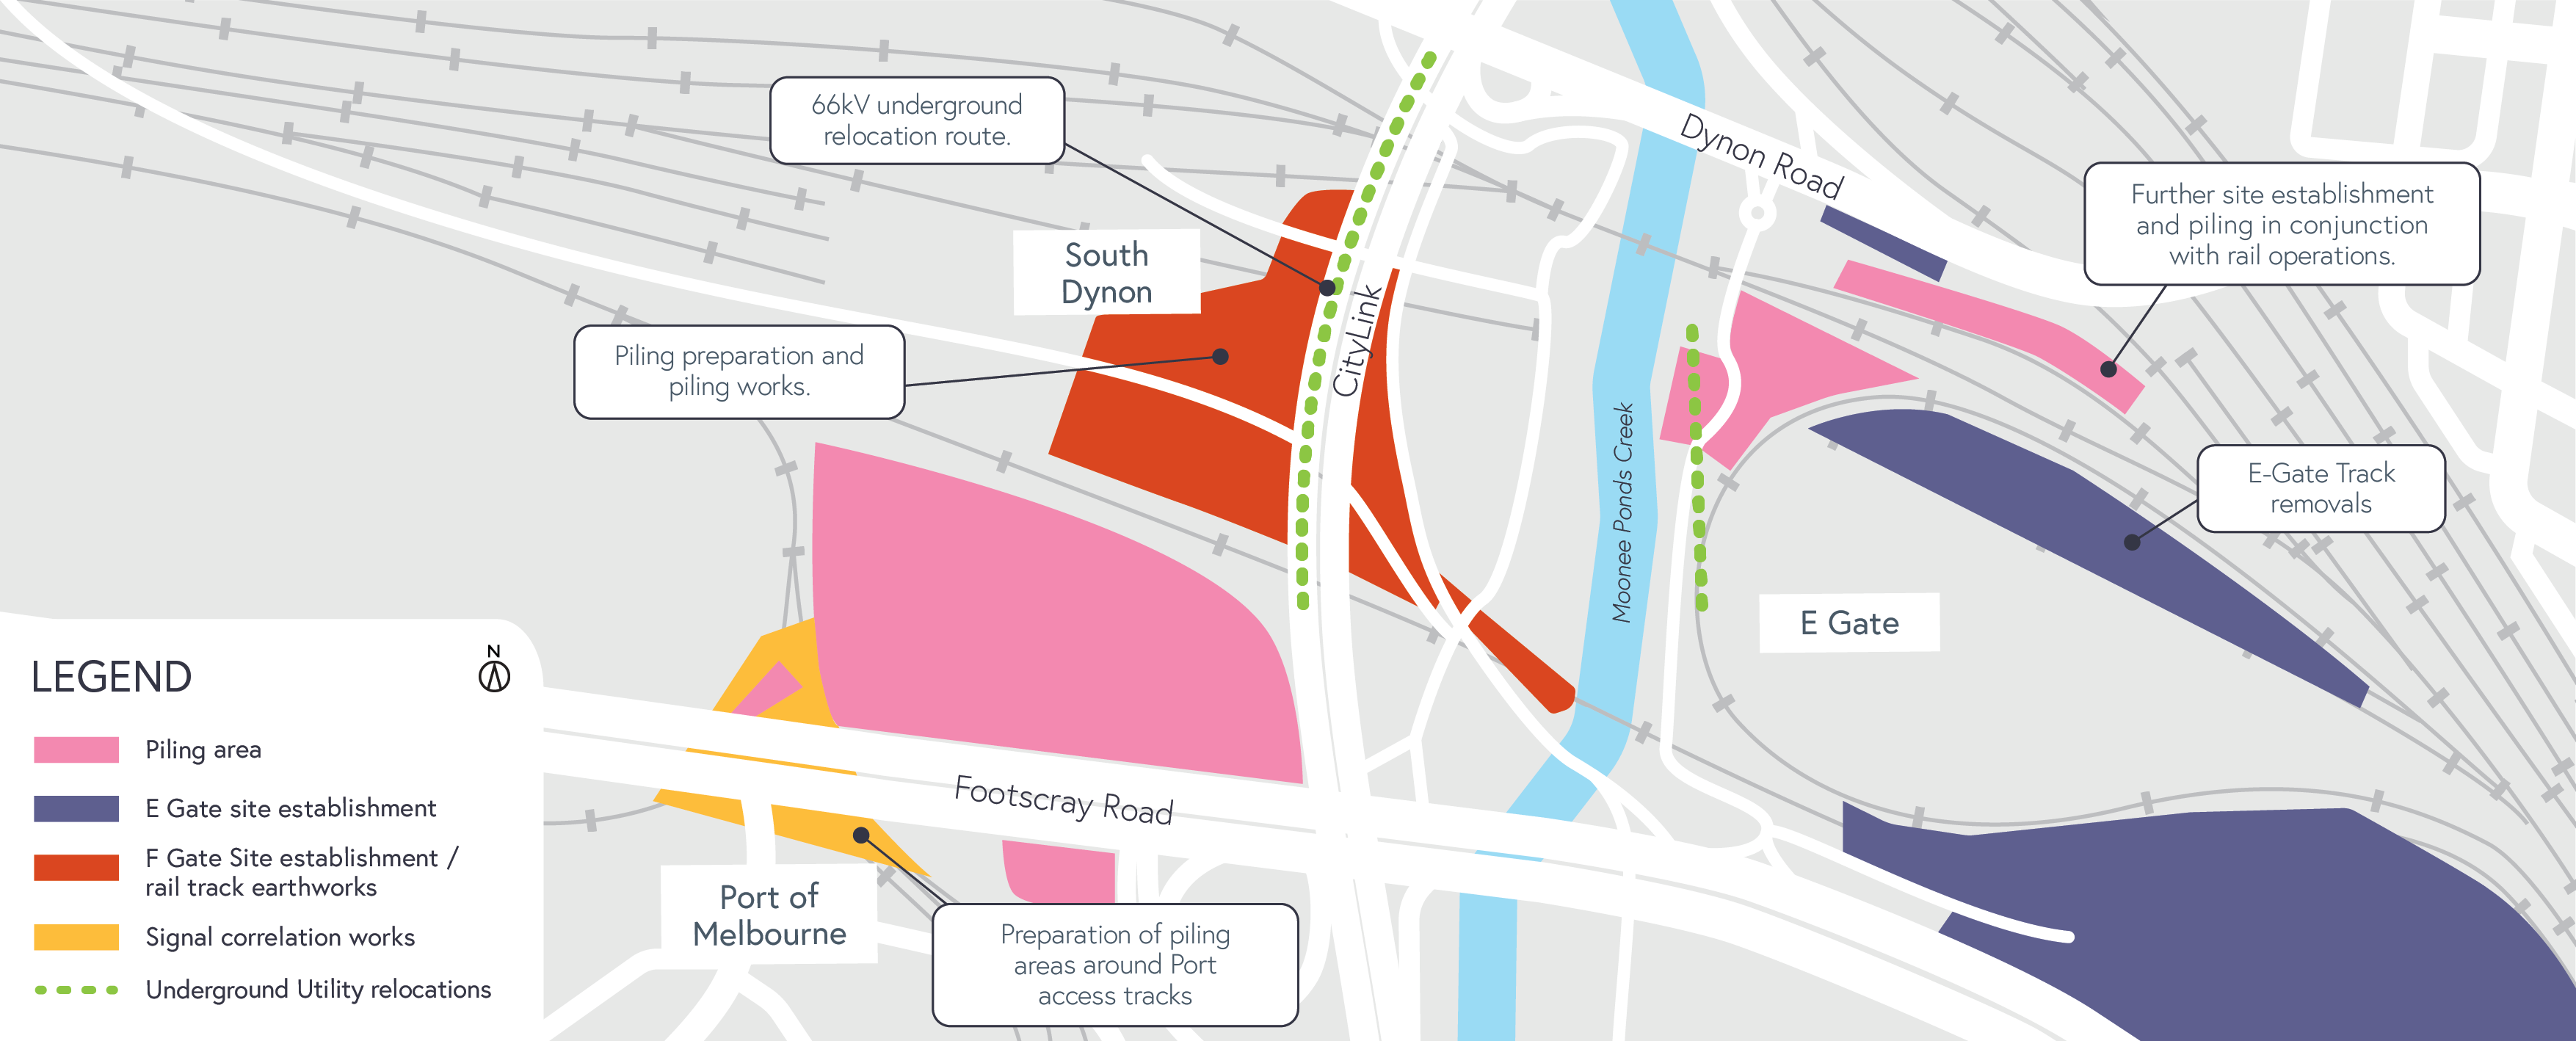 66kV underground
relocation route.
Dynon Road
Further site establishment
and piling in conjunction
with rail operations.
South
Dynon
CityLink
Piling preparation and
piling works.
Moonee Ponds Creek
E-Gate Track
removals
E Gate
LEGEND
N
Piling area
E Gate site establishment
F Gate Site establishment /
rail track earthworks
Signal correlation works
Underground Utility relocations
Footscray Road
Port of
Melbourne
Preparation of piling
areas around Port
access tracks